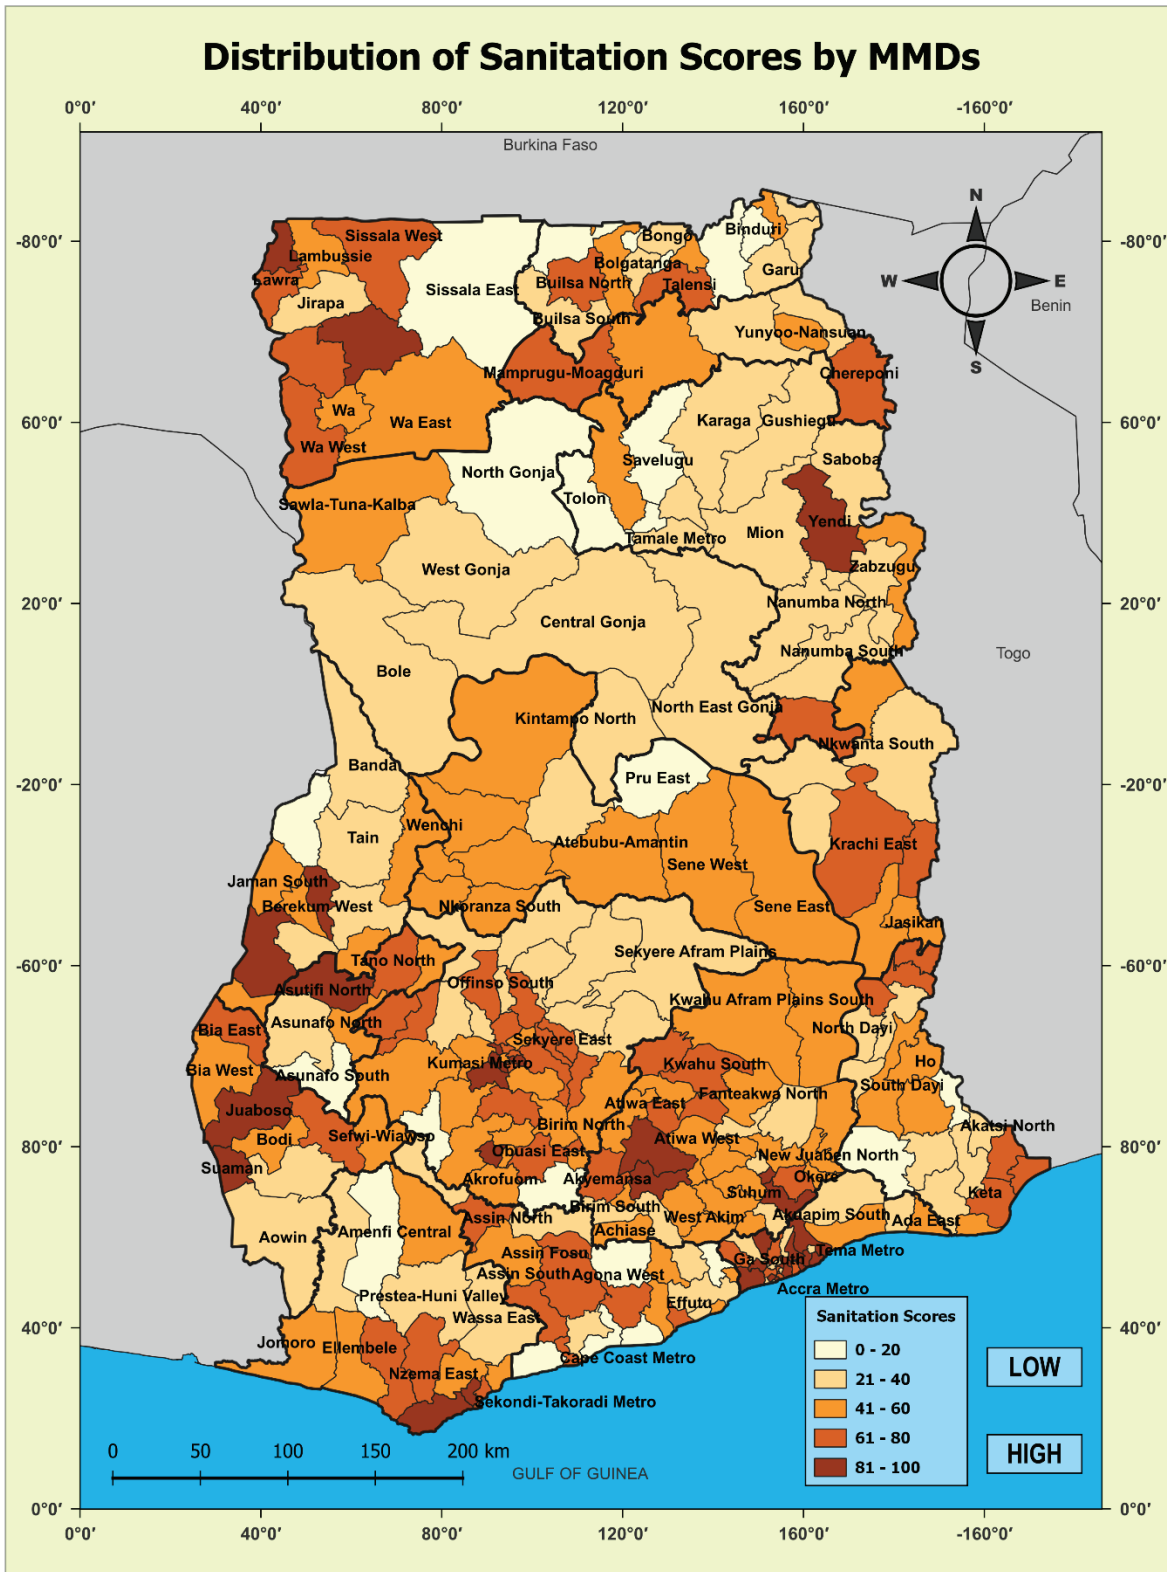 Distribution of Sanitation Scores by MMDs
0°0′ 40°0′ 80°0′ 120°0′ 160°0′ -160°0′
Burkina Faso
N
Sissala West
Bongo
Binduri
-80°0′
-80°0′
Lambussie
Bolgatanga
Garu
Lawra
Builsa North
Talensi
W
E
Jirapa
Sissala East
Benin
Builsa South
Yunyoo-Nansuan
S
Mamprugu-Moagduri
Chereponi
Wa
Wa East
Karaga
Gushiegu
60°0′
60°0′
Wa West
North Gonja
Savelugu
Saboba
Sawla-Tuna-Kalba
Tolon
Yendi
Tamale Metro
Mion
West Gonja
Zabzugu
20°0′
Nanumba North
20°0′
Central Gonja
Nanumba South
Togo
Bole
North East Gonja
Kintampo North
Nkwanta South
Banda
Pru East
-20°0′
-20°0′
Wenchi
Tain
Atebubu-Amantin
Krachi East
Sene West
Jaman South
Berekum West
Nkoranza South
Sene East
Jasikan
Sekyere Afram Plains
-60°0′
Tano North
-60°0′
Offinso South
Asutifi North
Kwahu Afram Plains South
Asunafo North
Bia East
North Dayi
Sekyere East
Kumasi Metro
Kwahu South
Ho
Bia West
Asunafo South
South Dayi
Fanteakwa North
Juaboso
Atiwa East
Birim North
Akatsi North
Bodi
Sefwi-Wiawso
Atiwa West
80°0′
Obuasi East
New Juaben North
80°0′
Suaman
Akrofuom
Akyemansa
Okere
Suhum
Keta
Birim South
Assin North
West Akim
Akuapim South
Ada East
Amenfi Central
Achiase
Aowin
Assin Fosu
Ga South
Tema Metro
Assin South
Agona West
Accra Metro
Prestea-Huni Valley
Effutu
Wassa East
40°0′
Jomoro
Ellembele
Cape Coast Metro
40°0′
Nzema East
Sekondi-Takoradi Metro
Sanitation Scores
0 - 20
21 - 40
41 - 60
61 - 80
81 - 100
LOW
HIGH
0 50 100 150 200 km
GULF OF GUINEA
0°0′
0°0′
0°0′ 40°0′ 80°0′ 120°0′ 160°0′ -160°0′